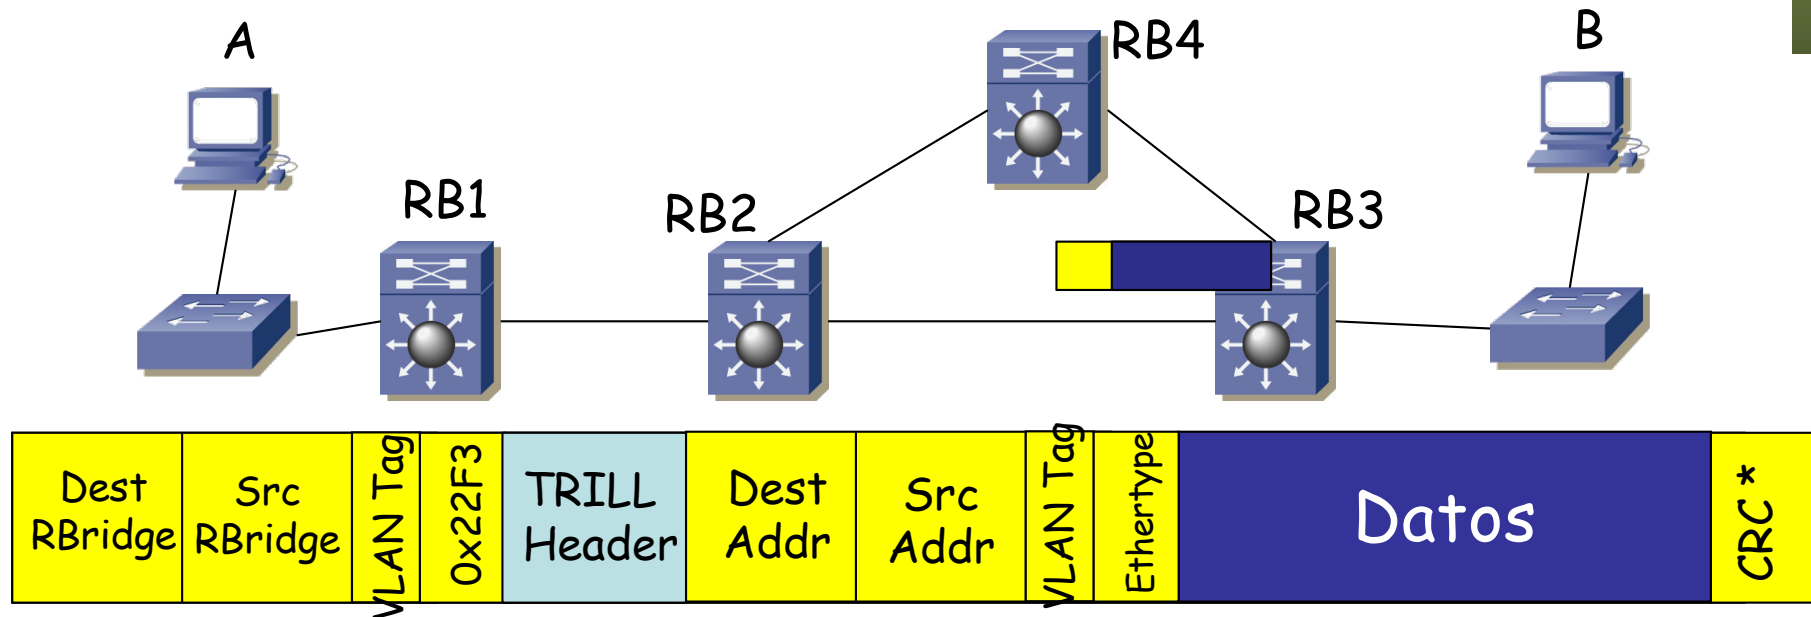 A
RB4
B
RB1
RB2
RB3
Dest
RBridge
Src
RBridge
VLAN Tag
0x22F3
TRILL
Header
Dest
Addr
Src
Addr
VLAN Tag
Ethertype
Datos
CRC *